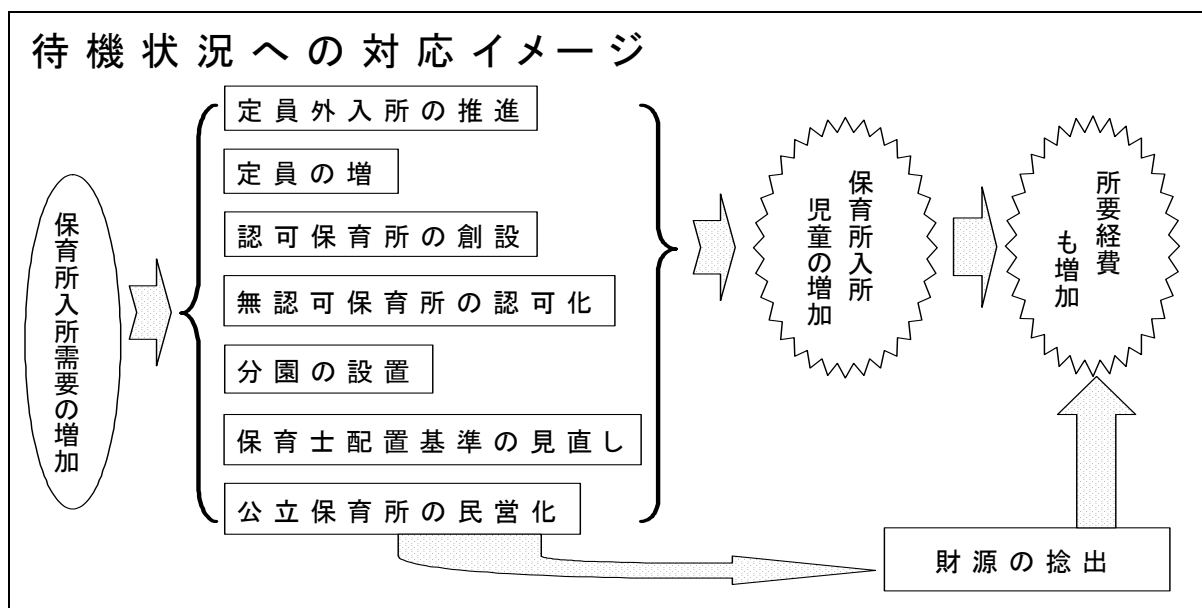 待機状況への対応イメージ
保育所入所需要の増加
定員外入所の推進
定員の増
認可保育所の創設
無認可保育所の認可化
分園の設置
保育士配置基準の見直し
公立保育所の民営化
保育所入所
児童の増加
所要経費
も増加
財源の捻出